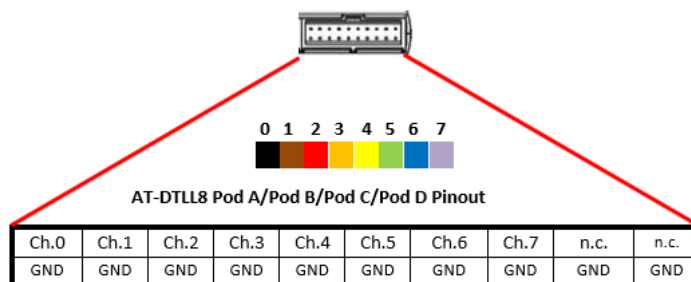 0 1 2 3 4 5 6 7
AT-DTLL8 Pod A/Pod B/Pod C/Pod D Pinout
Ch.0 Ch.1 Ch.2 Ch.3 Ch.4 Ch.5 Ch.6 Ch.7 n.c. n.c.
GND GND GND GND GND GND GND GND GND GND